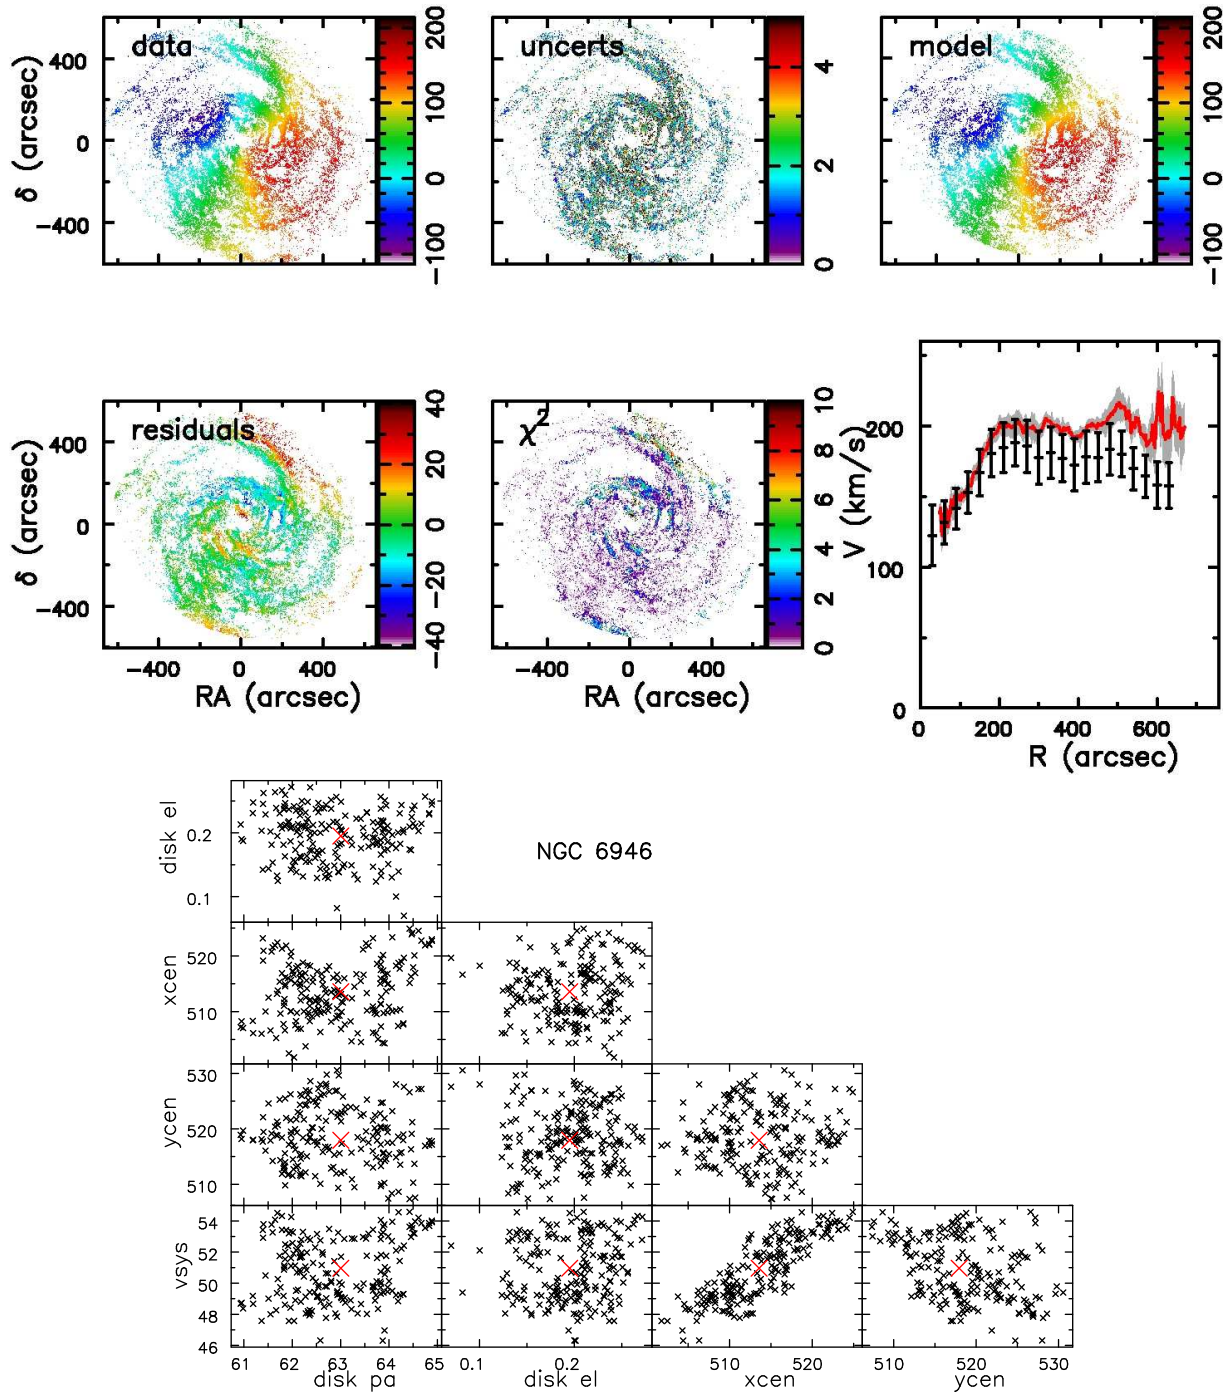 data
uncerts
model
δ (arcsec)
400
0
−400
200
100
0
−100
4
2
0
200
100
0
−100
residuals
χ²
δ (arcsec)
400
0
−400
−400 0 400
RA (arcsec)
40
20
0
−20
−40
−400 0 400
RA (arcsec)
10
8
6
4
2
0
V (km/s)
200
100
0
0 200 400 600
R (arcsec)
NGC 6946
disk el
0.2
0.1
xcen
520
510
ycen
530
520
510
vsys
54
52
50
48
46
61 62 63 64 65
disk pa
0.1 0.2
disk el
510 520
xcen
510 520 530
ycen